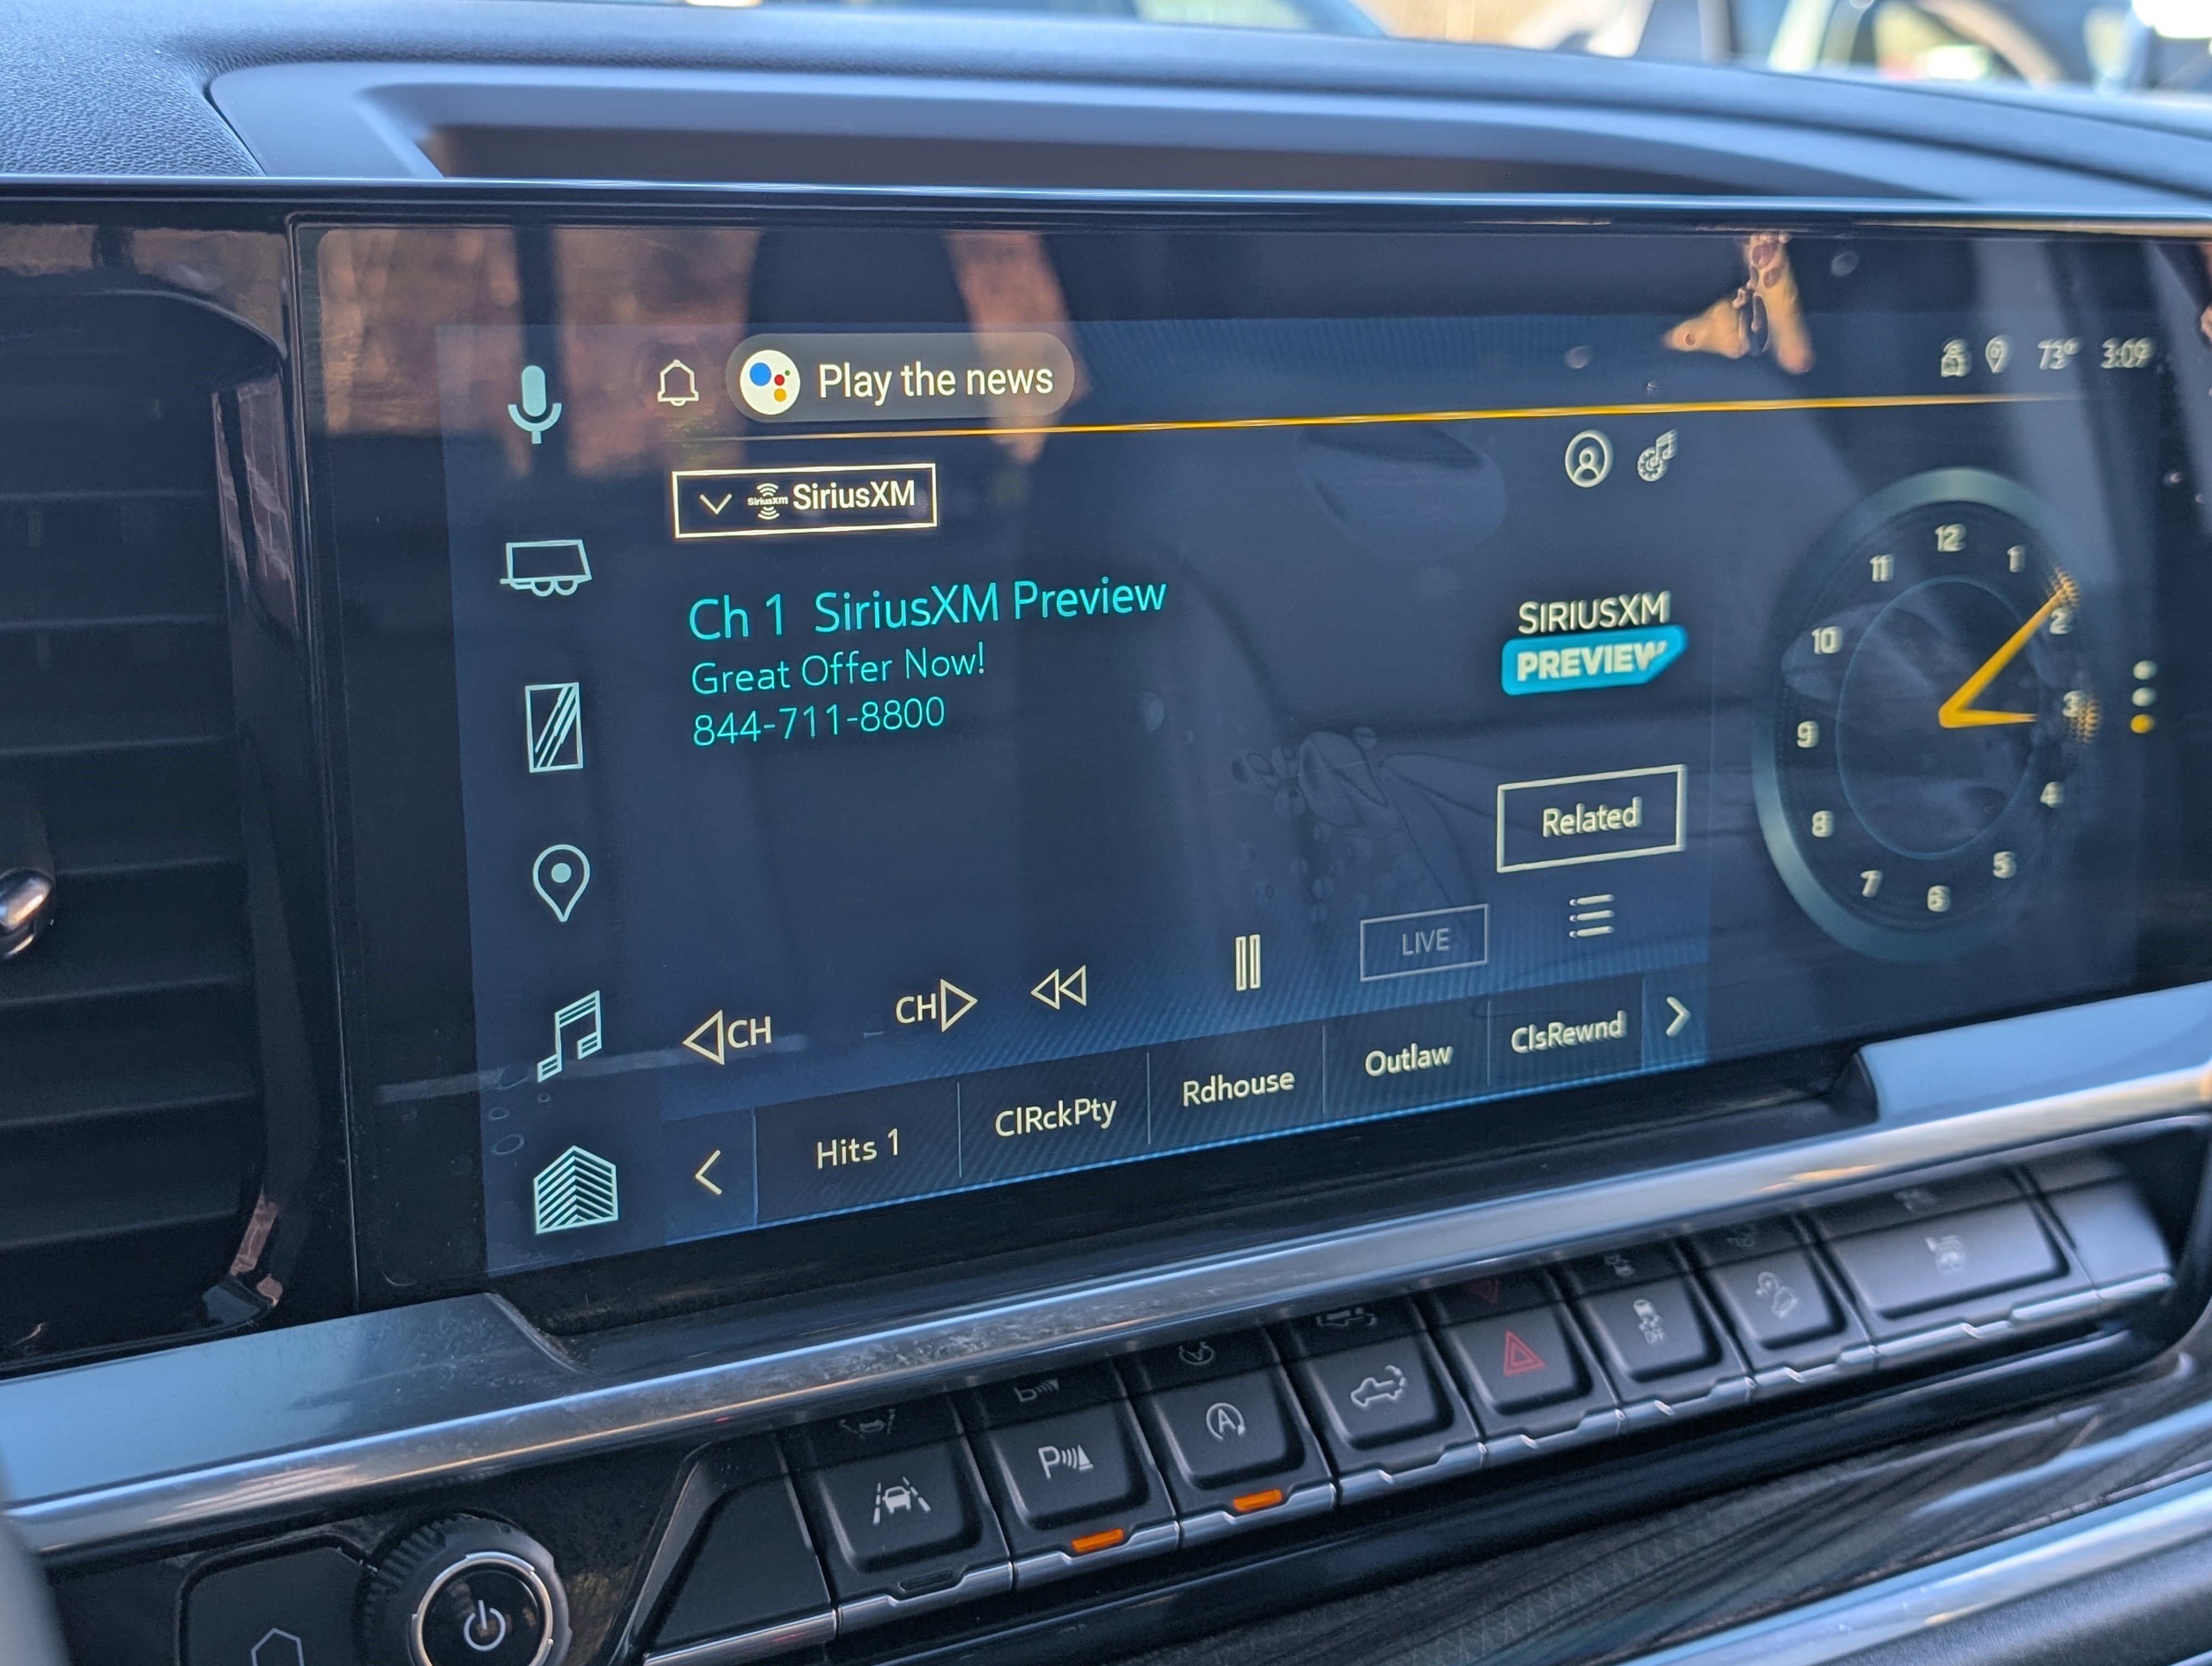 Play the news
73° 3:09
siriusxm SiriusXM
Ch 1 SiriusXM Preview
Great Offer Now!
844-711-8800
SIRIUSXM
PREVIEW
Related
12
1
2
3
4
5
6
7
8
9
10
11
CH
CH
LIVE
Hits 1
ClRckPty
Rdhouse
Outlaw
ClsRewnd
P
A